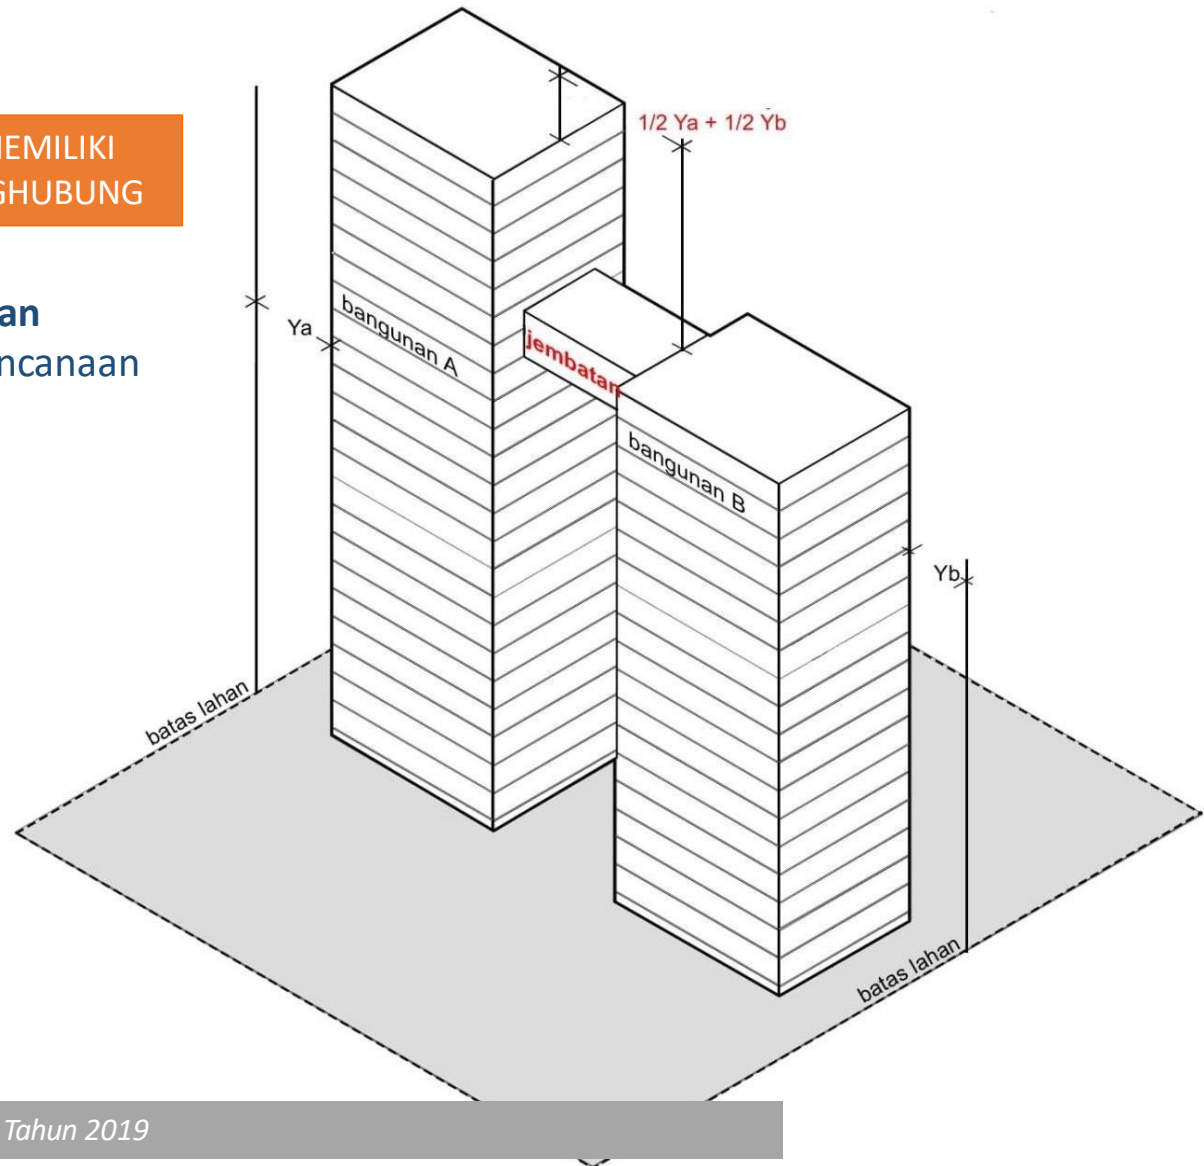 1/2 Ya + 1/2 Yb
EMILIKI
GHUBUNG
an
ncanaan
Ya
bangunan A
jembatan
bangunan B
Yb
batas lahan
batas lahan
Tahun 2019